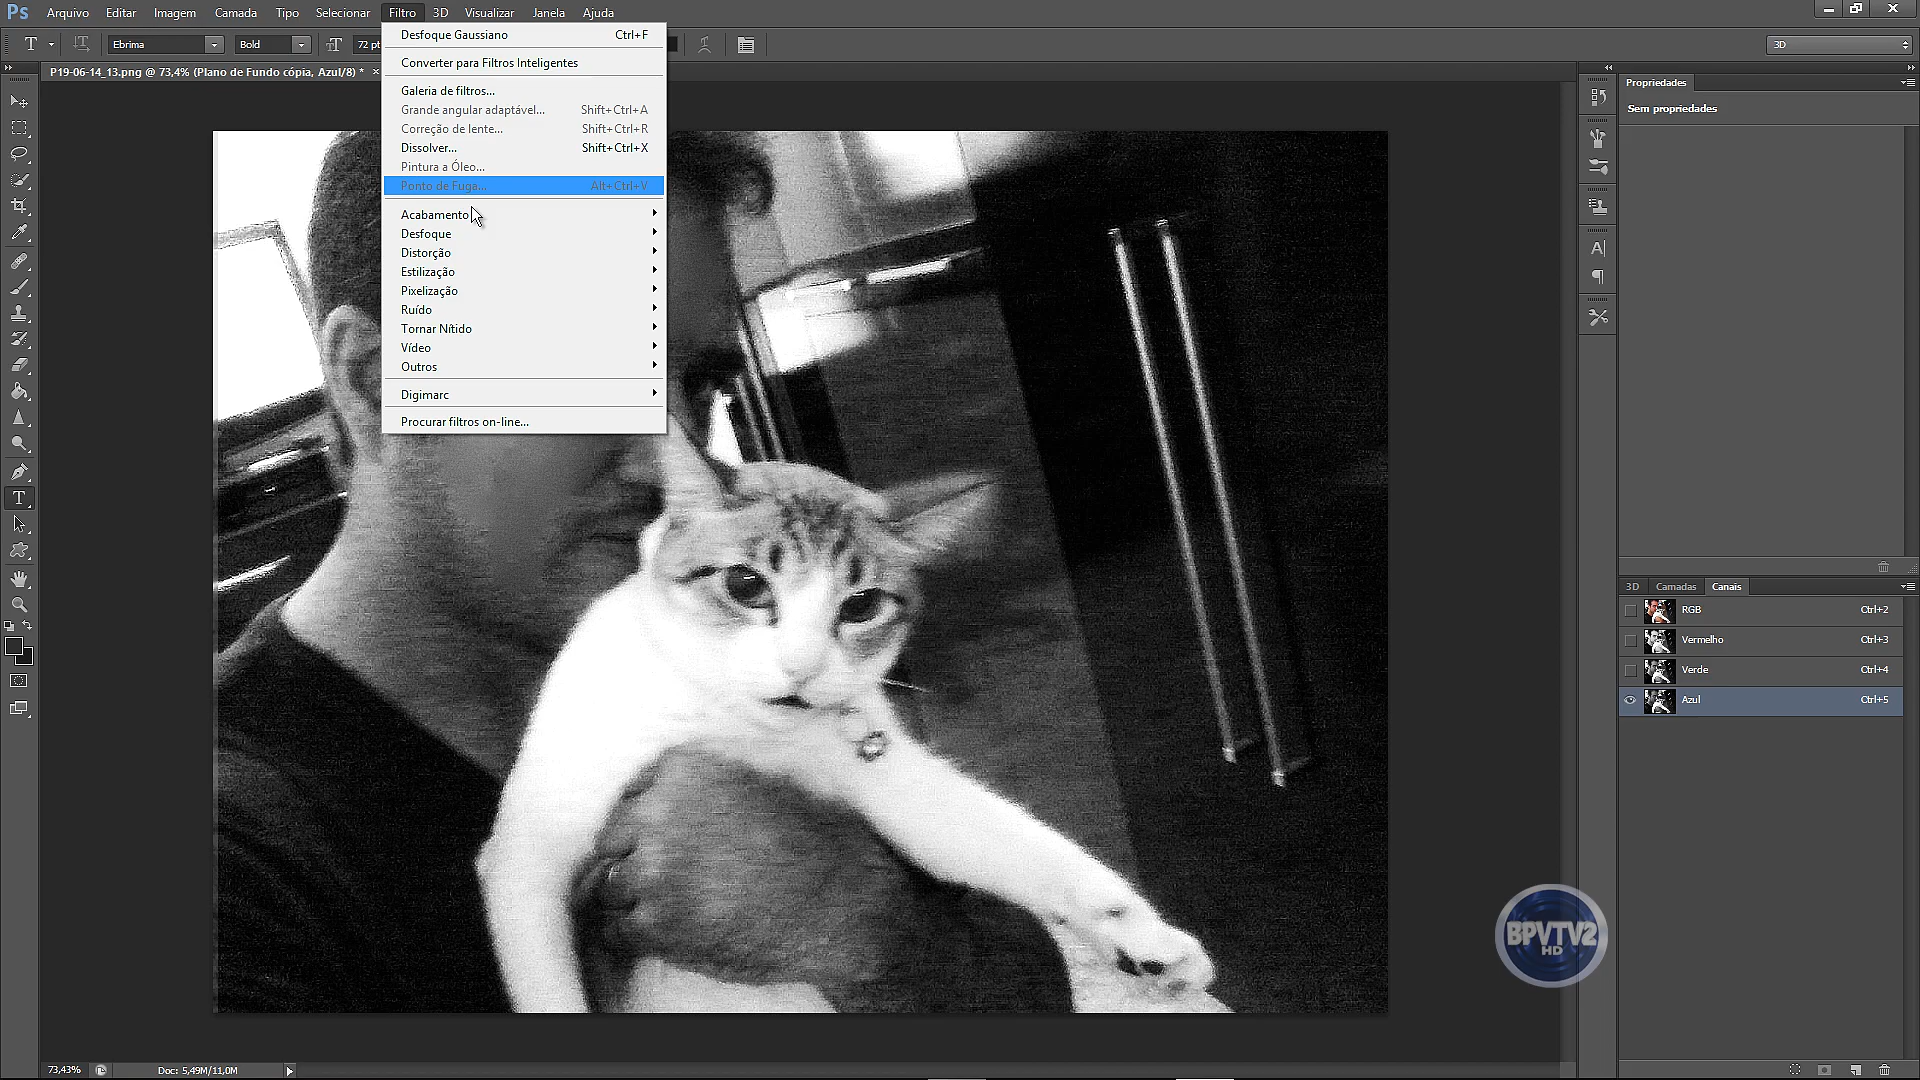 Ps Arquivo Editar Imagem Camada Tipo Selecionar Filtro 3D Visualizar Janela Ajuda
T Ebrima Bold 72 pt 3D
P19-06-14_13.png @ 73,4% (Plano de Fundo cópia, Azul/8) * ×
Desfoque Gaussiano Ctrl+F
Converter para Filtros Inteligentes
Galeria de filtros...
Grande angular adaptável... Shift+Ctrl+A
Correção de lente... Shift+Ctrl+R
Dissolver... Shift+Ctrl+X
Pintura a Óleo...
Ponto de Fuga... Alt+Ctrl+V
Acabamento
Desfoque
Distorção
Estilização
Pixelização
Ruído
Tornar Nítido
Vídeo
Outros
Digimarc
Procurar filtros on-line...
Propriedades
Sem propriedades
3D Camadas Canais
RGB Ctrl+2
Vermelho Ctrl+3
Verde Ctrl+4
Azul Ctrl+5
BPVTV2
HD
73,43% Doc: 5,49M/11,0M